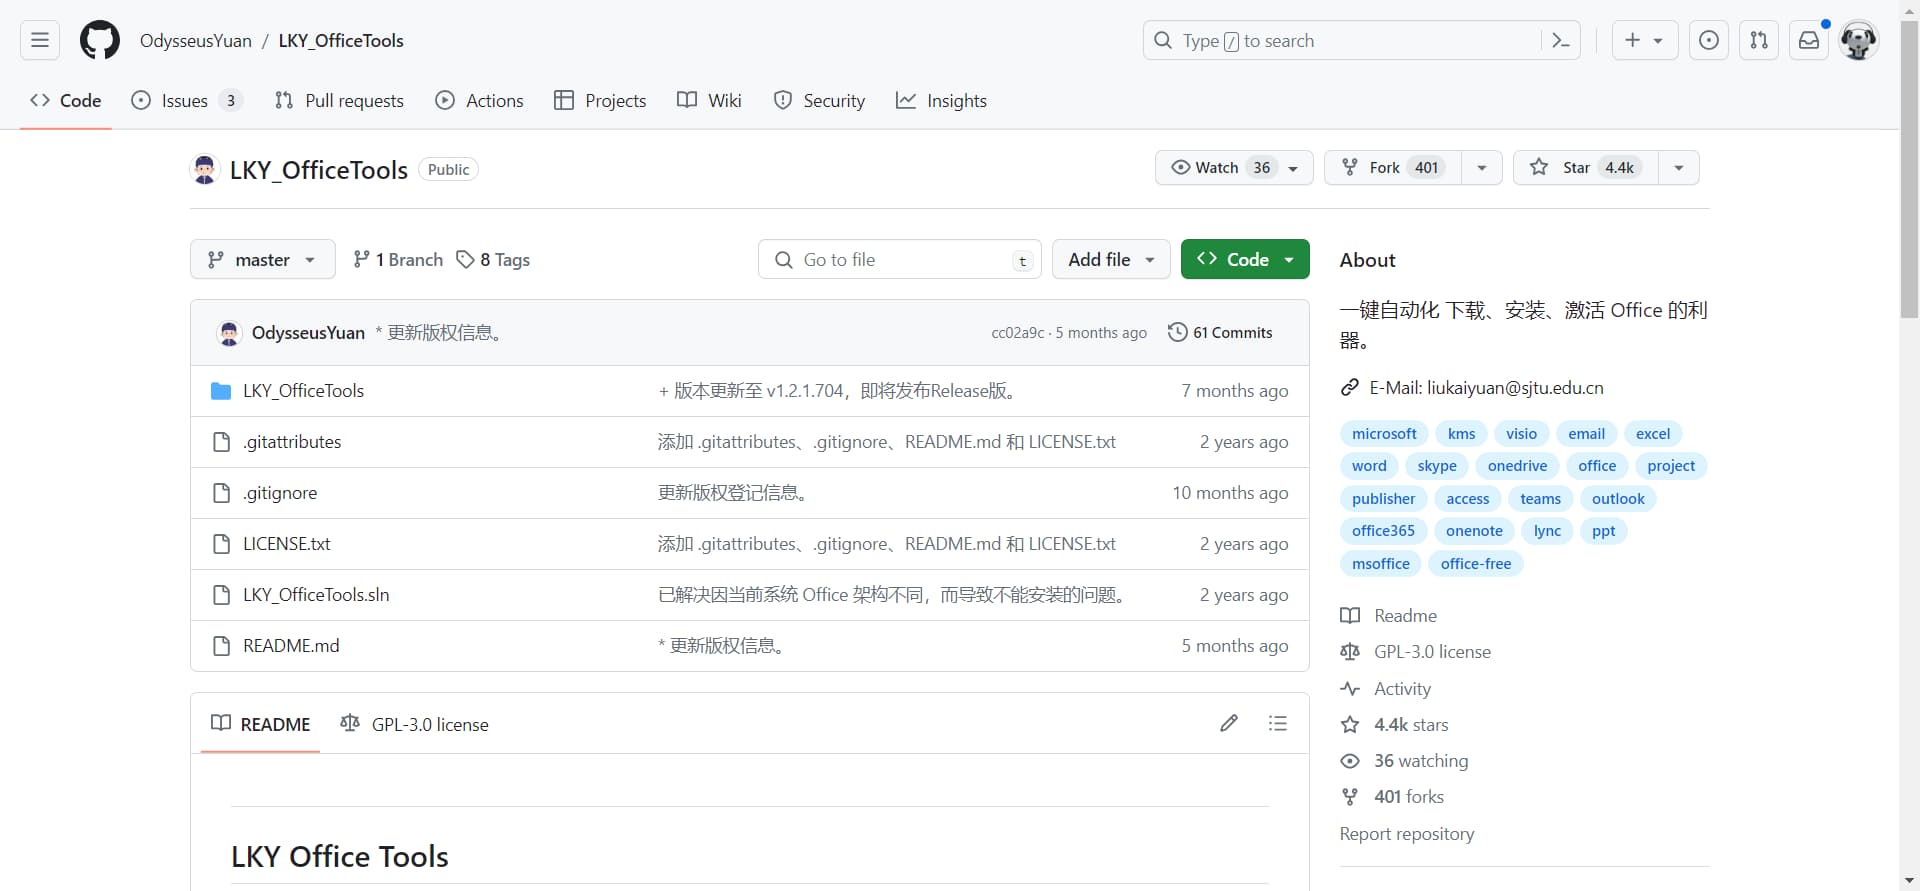 OdysseusYuan / LKY_OfficeTools
Type / to search
Code
Issues 3
Pull requests
Actions
Projects
Wiki
Security
Insights
LKY_OfficeTools Public
Watch 36
Fork 401
Star 4.4k
master
1 Branch
8 Tags
Go to file t
Add file
Code
OdysseusYuan * 更新版权信息。 cc02a9c · 5 months ago 61 Commits
LKY_OfficeTools + 版本更新至 v1.2.1.704，即将发布Release版。 7 months ago
.gitattributes 添加 .gitattributes、.gitignore、README.md 和 LICENSE.txt 2 years ago
.gitignore 更新版权登记信息。 10 months ago
LICENSE.txt 添加 .gitattributes、.gitignore、README.md 和 LICENSE.txt 2 years ago
LKY_OfficeTools.sln 已解决因当前系统 Office 架构不同，而导致不能安装的问题。 2 years ago
README.md * 更新版权信息。 5 months ago
README
GPL-3.0 license
LKY Office Tools
About
一键自动化 下载、安装、激活 Office 的利
器。
E-Mail: liukaiyuan@sjtu.edu.cn
microsoft kms visio email excel
word skype onedrive office project
publisher access teams outlook
office365 onenote lync ppt
msoffice office-free
Readme
GPL-3.0 license
Activity
4.4k stars
36 watching
401 forks
Report repository